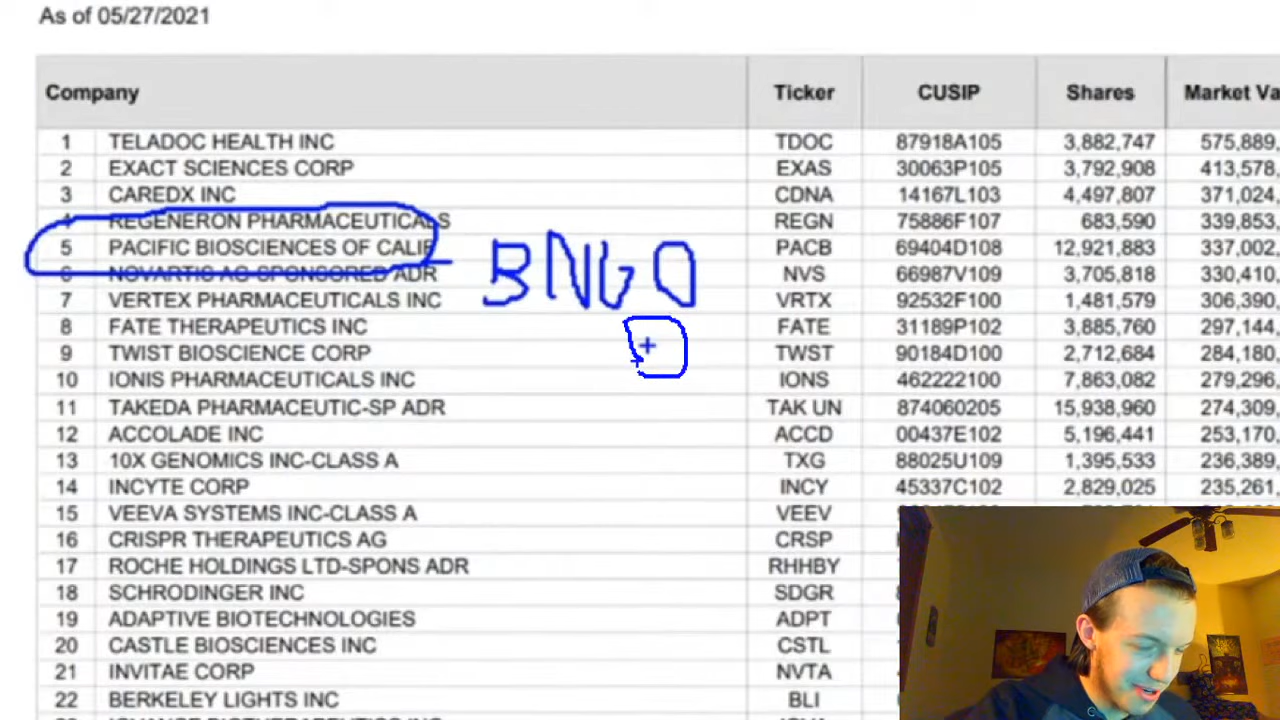 As of 05/27/2021
Company Ticker CUSIP Shares Market Va
1 TELADOC HEALTH INC TDOC 87918A105 3,882,747 575,889,
2 EXACT SCIENCES CORP EXAS 30063P105 3,792,908 413,578,
3 CAREDX INC CDNA 14167L103 4,497,807 371,024,
4 REGENERON PHARMACEUTICALS REGN 75886F107 683,590 339,853
5 PACIFIC BIOSCIENCES OF CALIF PACB 69404D108 12,921,883 337,002,
BNGO
6 NOVARTIS AG-SPONSORED ADR NVS 66987V109 3,705,818 330,410,
7 VERTEX PHARMACEUTICALS INC VRTX 92532F100 1,481,579 306,390,
8 FATE THERAPEUTICS INC FATE 31189P102 3,885,760 297,144,
9 TWIST BIOSCIENCE CORP TWST 90184D100 2,712,684 284,180,
10 IONIS PHARMACEUTICALS INC IONS 462222100 7,863,082 279,296,
11 TAKEDA PHARMACEUTIC-SP ADR TAK UN 874060205 15,938,960 274,309,
12 ACCOLADE INC ACCD 00437E102 5,196,441 253,170,
13 10X GENOMICS INC-CLASS A TXG 88025U109 1,395,533 236,389,
14 INCYTE CORP INCY 45337C102 2,829,025 235,261,
15 VEEVA SYSTEMS INC-CLASS A VEEV
16 CRISPR THERAPEUTICS AG CRSP
17 ROCHE HOLDINGS LTD-SPONS ADR RHHBY
18 SCHRODINGER INC SDGR
19 ADAPTIVE BIOTECHNOLOGIES ADPT
20 CASTLE BIOSCIENCES INC CSTL
21 INVITAE CORP NVTA
22 BERKELEY LIGHTS INC BLI